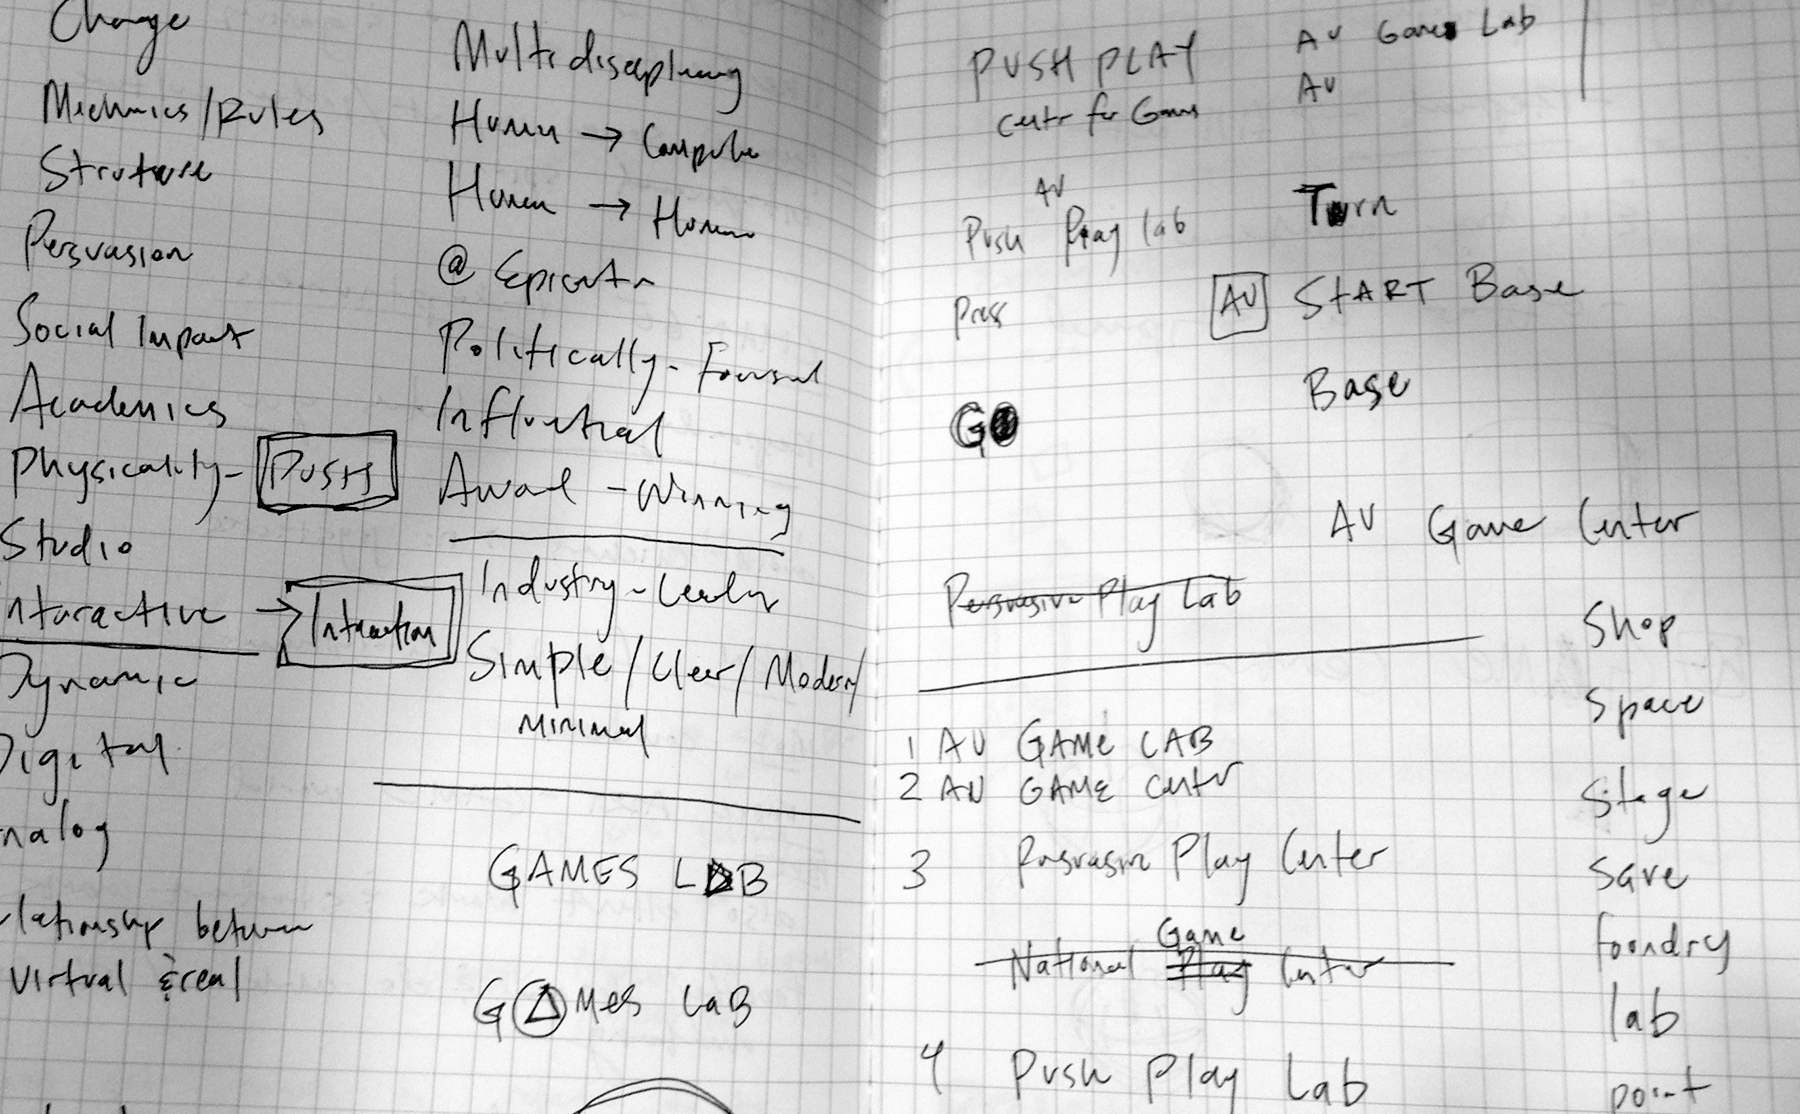 Change
Mechanics/Rules
Structure
Persuasion
Social Impact
Academics
Physicality - PUSH
Studio
Interactive → Interaction
Dynamic
Digital
nalog
lationship between
virtual & real
Multidisciplinary
Human → Computer
Human → Human
@ Epicenter
Politically-Focused
Influential
Award-Winning
Industry-Leader
Simple/Clear/Modern/
Minimal
GAMES LAB
GAMES LAB
PUSH PLAY
center for Games
AU
Push Play Lab
Press
GO
Persuasive Play Lab
1 AU GAME LAB
2 AU GAME Center
3 Persuasive Play Center
Game
National Play Center
4 Push Play Lab
AU Games Lab
AU
Turn
AU START Base
Base
AU Game Center
Shop
Space
Stage
Save
foundry
lab
point